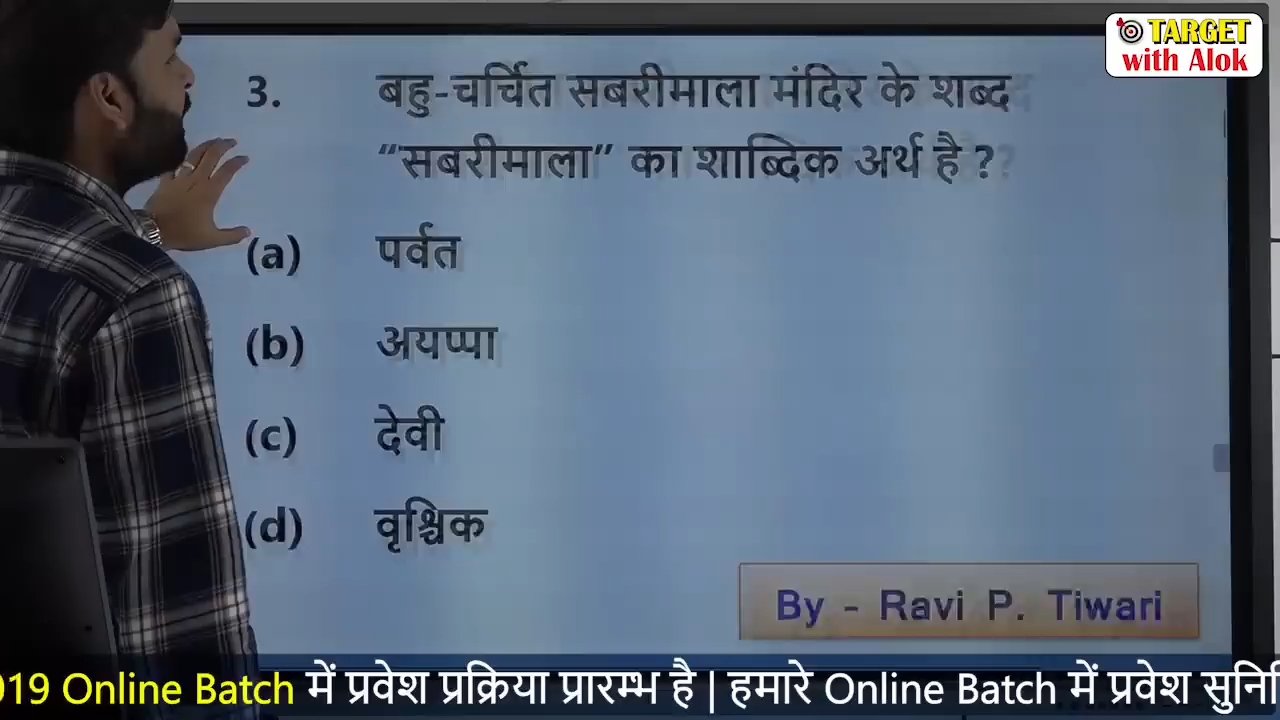 TARGET
with Alok
3. बहु-चर्चित सबरीमाला मंदिर के शब्द
“सबरीमाला” का शाब्दिक अर्थ है ?
(a) पर्वत
(b) अयप्पा
(c) देवी
(d) वृश्चिक
By - Ravi P. Tiwari
019 Online Batch में प्रवेश प्रक्रिया प्रारम्भ है | हमारे Online Batch में प्रवेश